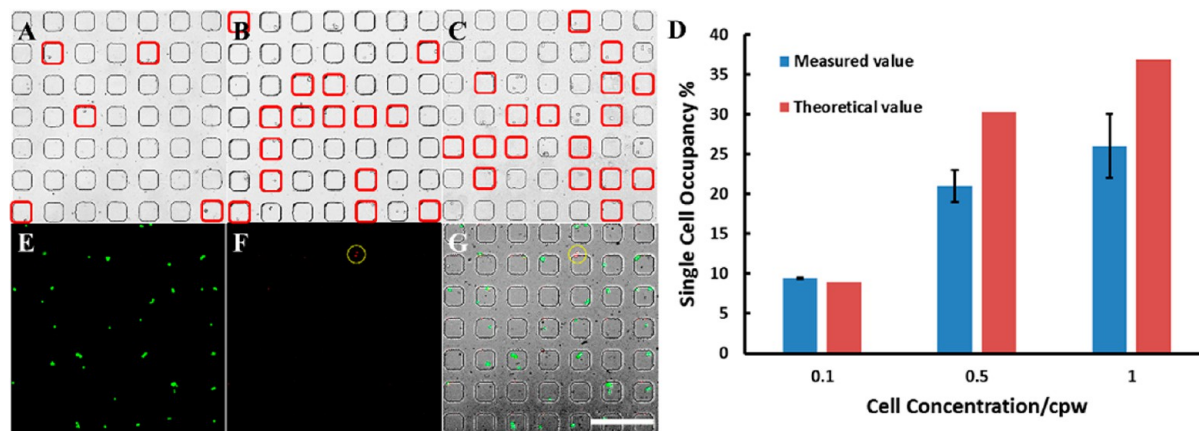 A
B
C
D
E
F
G
40
35
30
25
20
15
10
5
0
Single Cell Occupancy %
Measured value
Theoretical value
0.1
0.5
1
Cell Concentration/cpw